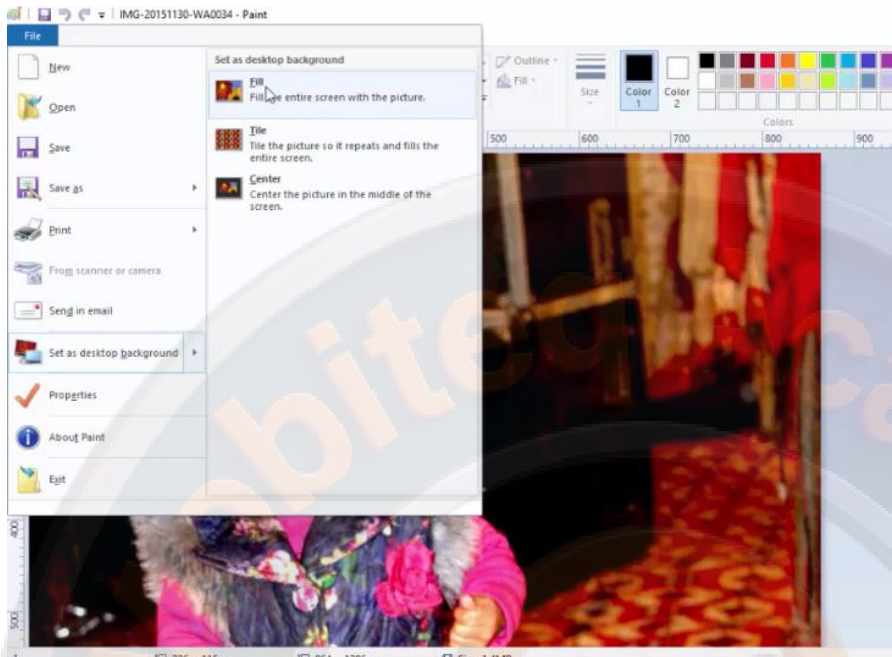 IMG-20151130-WA0034 - Paint
File
New
Open
Save
Save as
Print
From scanner or camera
Send in email
Set as desktop background
Properties
About Paint
Exit
Set as desktop background
Fill
Fill the entire screen with the picture.
Tile
Tile the picture so it repeats and fills the
entire screen.
Center
Center the picture in the middle of the
screen.
Outline
Fill
Size
Color
1
Color
2
Colors
500
600
700
800
900
400
500